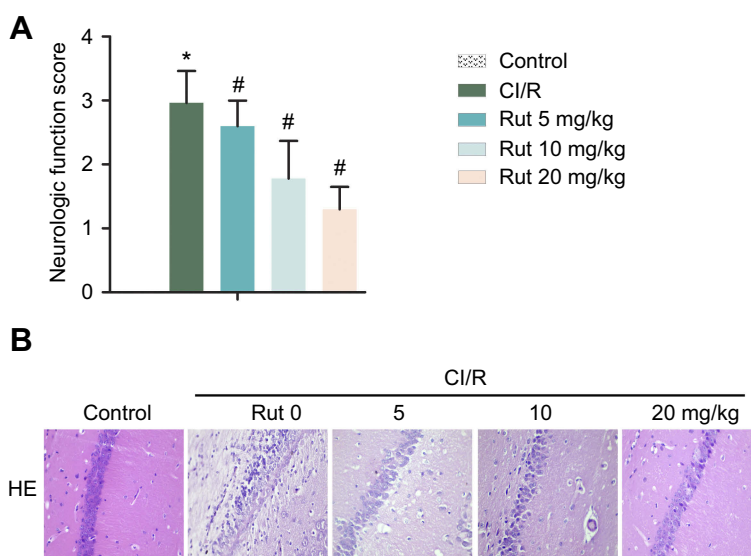 A
Neurologic function score
4
3
2
1
0
*
#
#
#
Control
CI/R
Rut 5 mg/kg
Rut 10 mg/kg
Rut 20 mg/kg
B
CI/R
Control Rut 0 5 10 20 mg/kg
HE